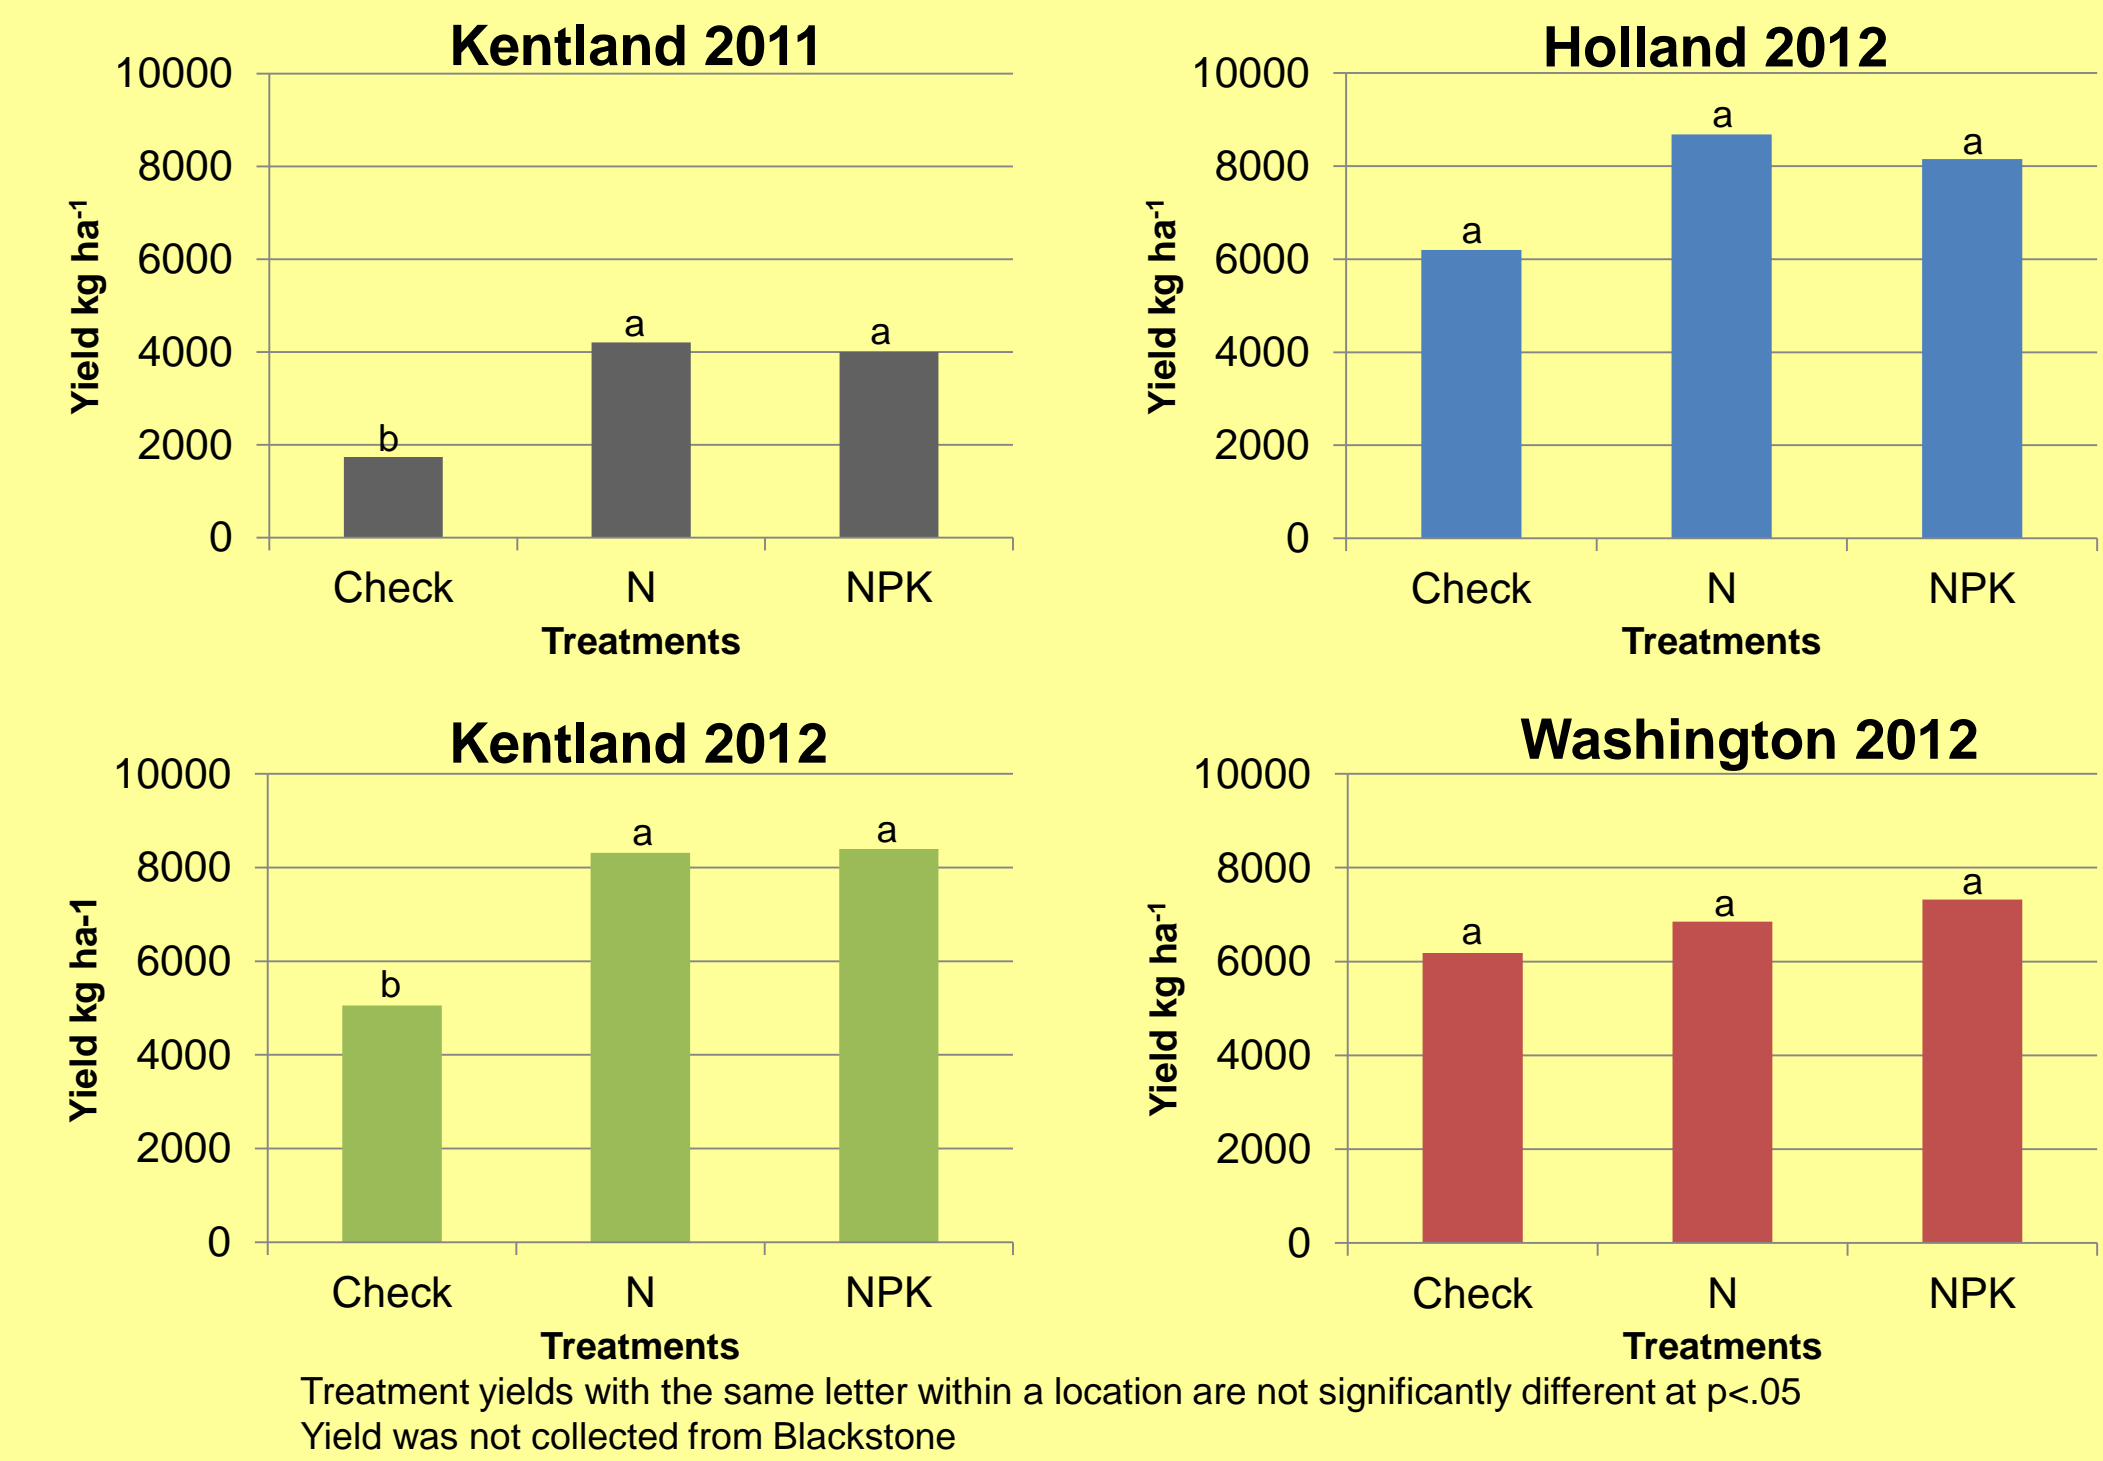 Kentland 2011
10000
8000
6000
4000
2000
0
Yield kg ha-1
b
a
a
Check
N
NPK
Treatments
Holland 2012
10000
8000
6000
4000
2000
0
Yield kg ha-1
a
a
a
Check
N
NPK
Treatments
Kentland 2012
10000
8000
6000
4000
2000
0
Yield kg ha-1
b
a
a
Check
N
NPK
Treatments
Washington 2012
10000
8000
6000
4000
2000
0
Yield kg ha-1
a
a
a
Check
N
NPK
Treatments
Treatment yields with the same letter within a location are not significantly different at p<.05
Yield was not collected from Blackstone